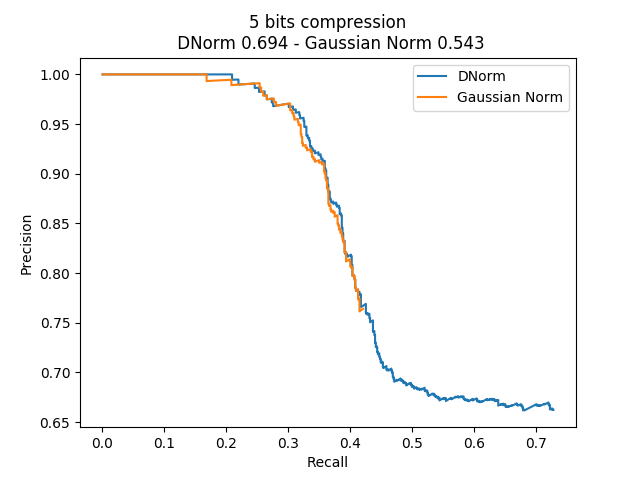 5 bits compression
DNorm 0.694 - Gaussian Norm 0.543
DNorm
Gaussian Norm
Precision
1.00
0.95
0.90
0.85
0.80
0.75
0.70
0.65
0.0 0.1 0.2 0.3 0.4 0.5 0.6 0.7
Recall